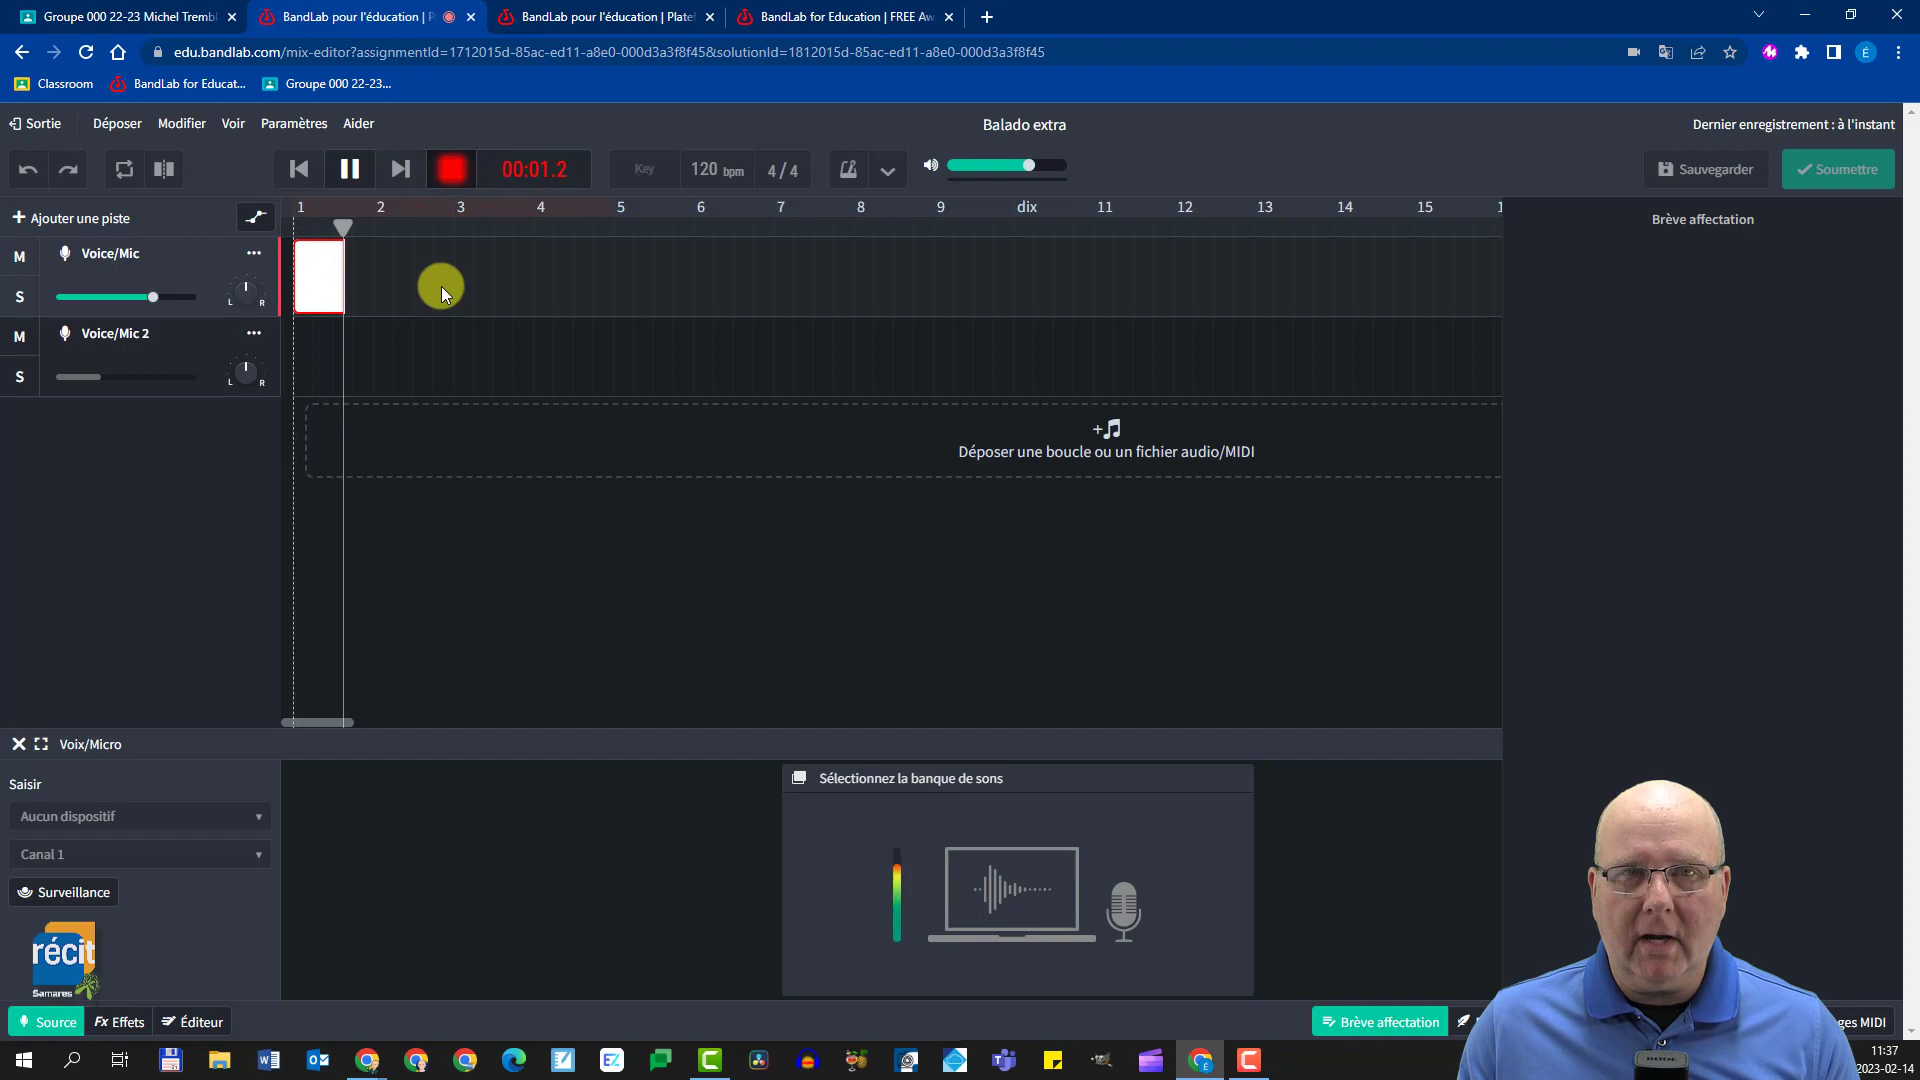 Groupe 000 22-23 Michel Trembl
BandLab pour l'éducation | P
BandLab pour l'éducation | Platef
BandLab for Education | FREE Aw
edu.bandlab.com/mix-editor?assignmentId=1712015d-85ac-ed11-a8e0-000d3a3f8f45&solutionId=1812015d-85ac-ed11-a8e0-000d3a3f8f45
É
Classroom
BandLab for Educat...
Groupe 000 22-23...
Sortie
Déposer
Modifier
Voir
Paramètres
Aider
Balado extra
Dernier enregistrement : à l'instant
00:01.2
Key
120 bpm
4 / 4
Sauvegarder
Soumettre
Ajouter une piste
1 2 3 4 5 6 7 8 9 dix 11 12 13 14 15 1
Brève affectation
M
Voice/Mic
S
L R
M
Voice/Mic 2
S
L R
Déposer une boucle ou un fichier audio/MIDI
Voix/Micro
Saisir
Aucun dispositif
Canal 1
Surveillance
Sélectionnez la banque de sons
récit
Samares
Source
Fx Effets
Éditeur
Brève affectation
ges MIDI
RODE
EZ
11:37
2023-02-14